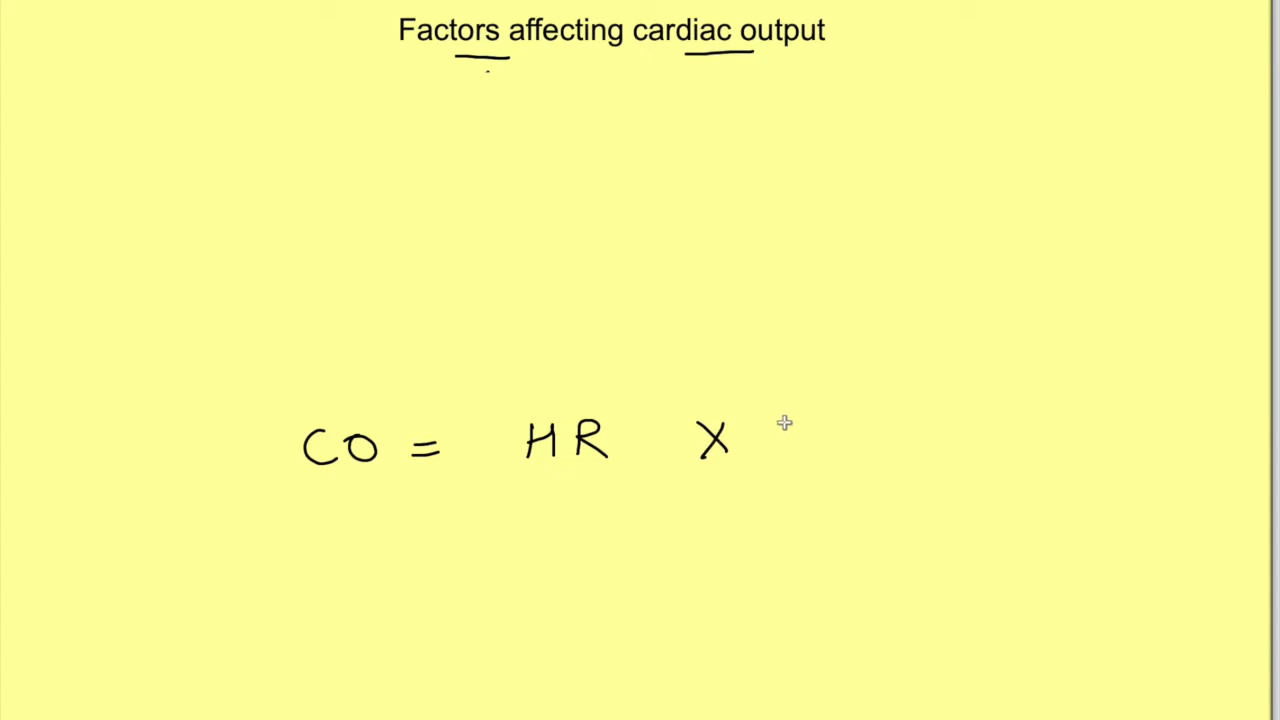 Factors affecting cardiac output
CO = HR X